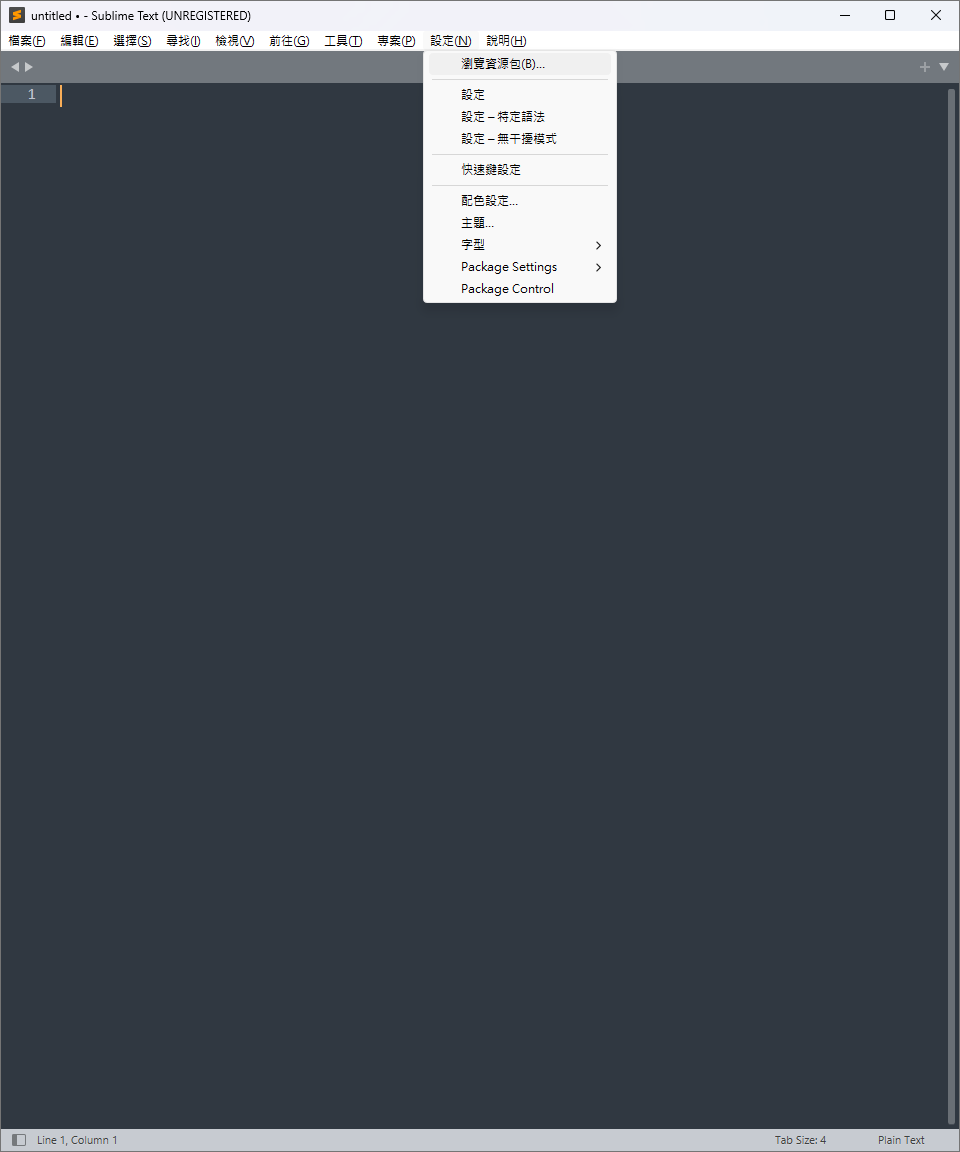 untitled • - Sublime Text (UNREGISTERED)
檔案(F) 編輯(E) 選擇(S) 尋找(I) 檢視(V) 前往(G) 工具(T) 專案(P) 設定(N) 說明(H)
瀏覽資源包(B)...
1
設定
設定 – 特定語法
設定 – 無干擾模式
快速鍵設定
配色設定...
主題...
字型
Package Settings
Package Control
Line 1, Column 1 Tab Size: 4 Plain Text